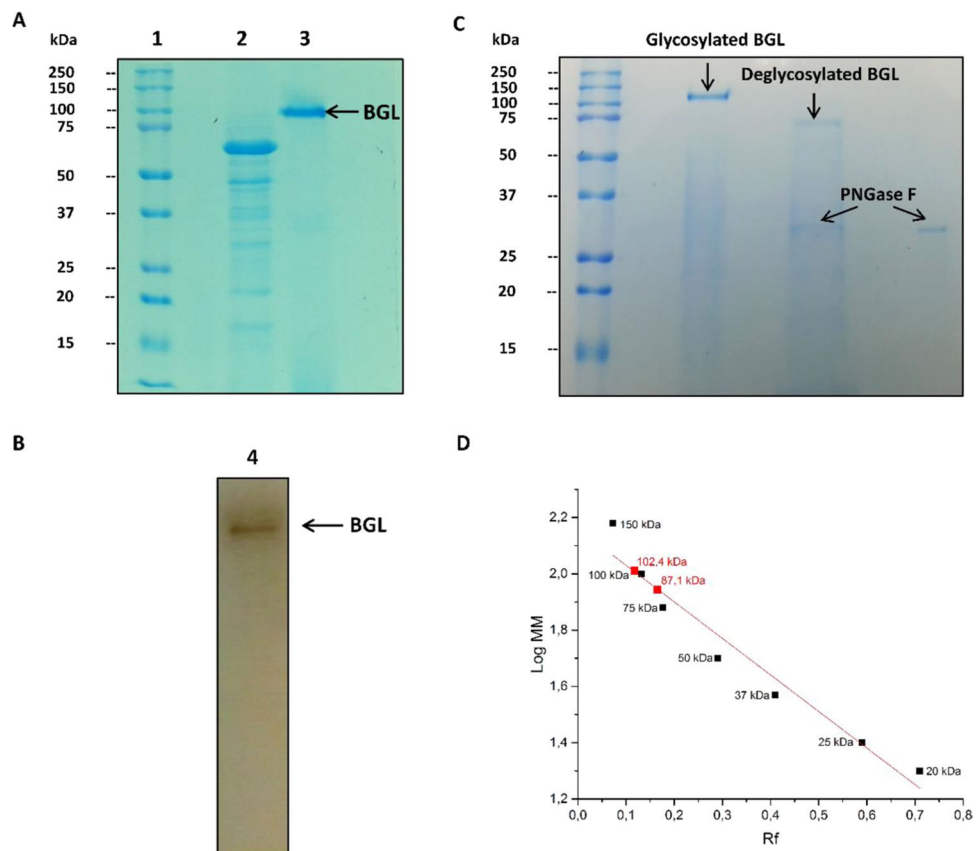 A
kDa 1 2 3
250
150
100
75
50
37
25
20
15
BGL
C
kDa
Glycosylated BGL
Deglycosylated BGL
PNGase F
250
150
100
75
50
37
25
20
15
B
4
BGL
D
Log MM
2,2
2,0
1,8
1,6
1,4
1,2
150 kDa
102,4 kDa
100 kDa
87,1 kDa
75 kDa
50 kDa
37 kDa
25 kDa
20 kDa
0,0 0,1 0,2 0,3 0,4 0,5 0,6 0,7 0,8
Rf